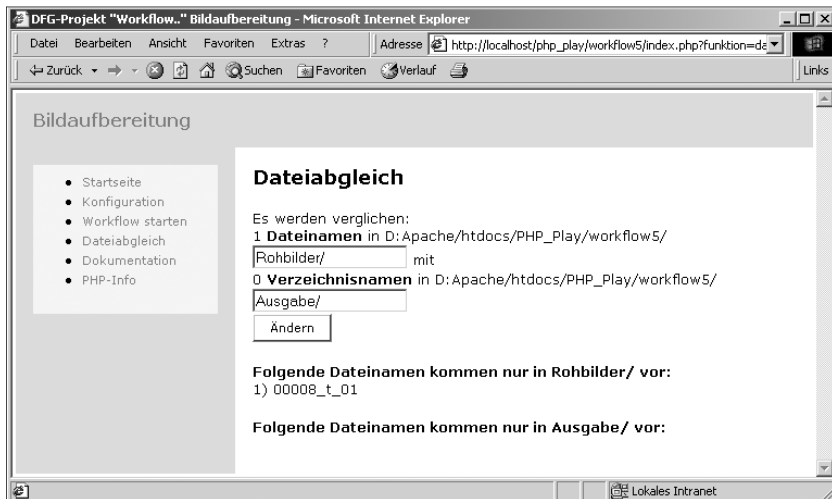 DFG-Projekt "Workflow.." Bildaufbereitung - Microsoft Internet Explorer
Datei Bearbeiten Ansicht Favoriten Extras ? Adresse http://localhost/php_play/workflow5/index.php?funktion=da
Zurück Suchen Favoriten Verlauf Links
Bildaufbereitung
Startseite
Konfiguration
Workflow starten
Dateiabgleich
Dokumentation
PHP-Info
Dateiabgleich
Es werden verglichen:
1 Dateinamen in D:Apache/htdocs/PHP_Play/workflow5/
Rohbilder/ mit
0 Verzeichnisnamen in D:Apache/htdocs/PHP_Play/workflow5/
Ausgabe/
Ändern
Folgende Dateinamen kommen nur in Rohbilder/ vor:
1) 00008_t_01
Folgende Dateinamen kommen nur in Ausgabe/ vor:
Lokales Intranet